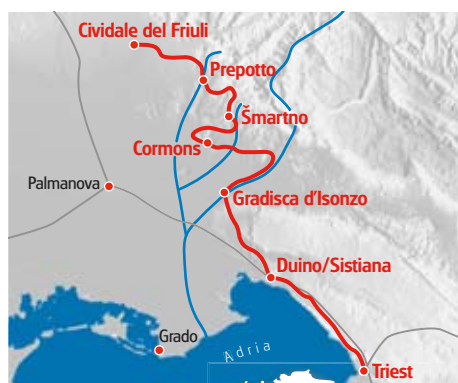 Cividale del Friuli
Prepotto
Šmartno
Cormons
Palmanova
Gradisca d'Isonzo
Duino/Sistiana
Grado
Adria
Triest